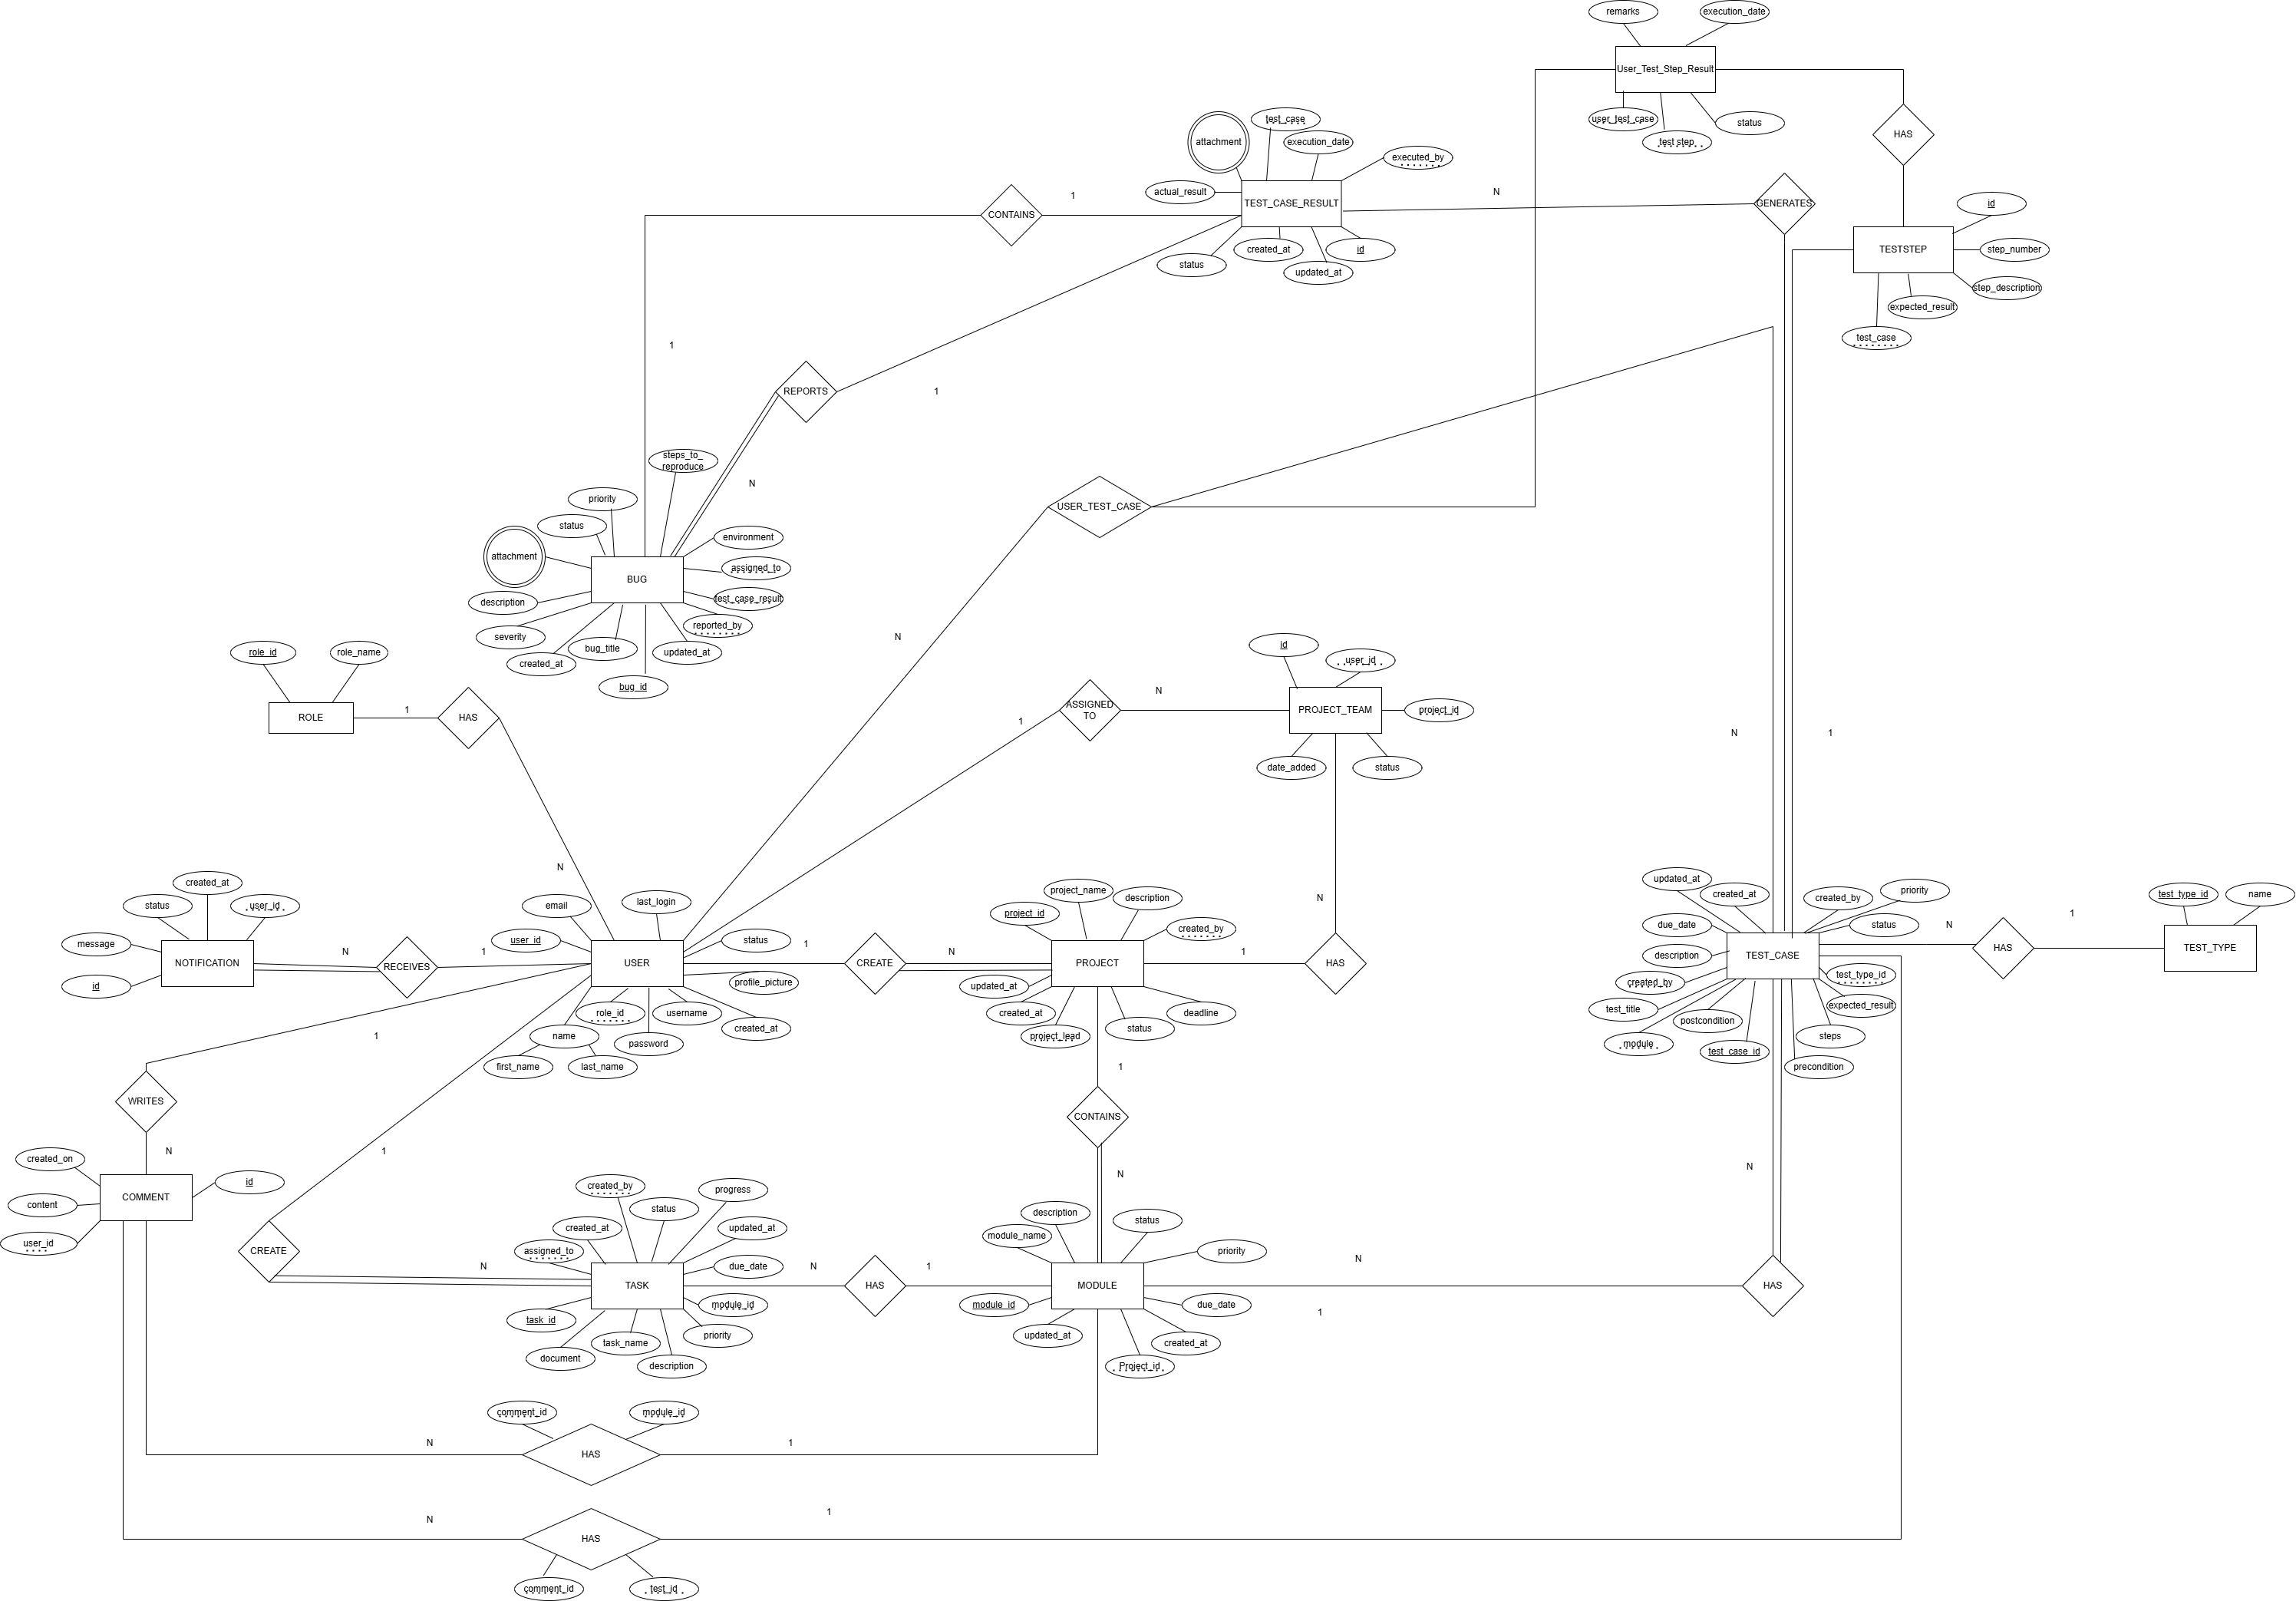 remarks
execution_date
User_Test_Step_Result
user_test_case
test step
status
HAS
attachment
test_case
execution_date
executed_by
actual_result
TEST_CASE_RESULT
status
created_at
updated_at
id
CONTAINS
1
N
GENERATES
id
TESTSTEP
step_number
step_description
expected_result
test_case
1
REPORTS
1
N
steps_to_
reproduce
priority
status
attachment
environment
BUG
assigned_to
description
test_case_result
severity
reported_by
created_at
bug_title
updated_at
bug_id
USER_TEST_CASE
N
role_id
role_name
ROLE
1
HAS
N
id
user_id
PROJECT_TEAM
project_id
date_added
status
ASSIGNED
TO
N
1
N
1
created_at
status
user_id
message
NOTIFICATION
id
N
RECEIVES
1
email
last_login
user_id
status
USER
profile_picture
role_id
username
created_at
name
password
first_name
last_name
1
CREATE
N
project_name
description
project_id
created_by
PROJECT
updated_at
created_at
project_lead
status
deadline
1
HAS
N
updated_at
created_at
created_by
priority
due_date
status
description
TEST_CASE
test_type_id
created_by
expected_result
test_title
postcondition
steps
module
test_case_id
precondition
N
HAS
1
test_type_id
name
TEST_TYPE
1
WRITES
N
1
CREATE
N
created_on
id
COMMENT
content
user_id
1
CONTAINS
N
created_by
progress
status
created_at
updated_at
assigned_to
due_date
TASK
module_id
task_id
priority
task_name
document
description
N
HAS
1
description
status
module_name
priority
MODULE
module_id
due_date
updated_at
created_at
Project_id
N
N
HAS
1
comment_id
module_id
N
HAS
1
N
HAS
1
comment_id
test_id